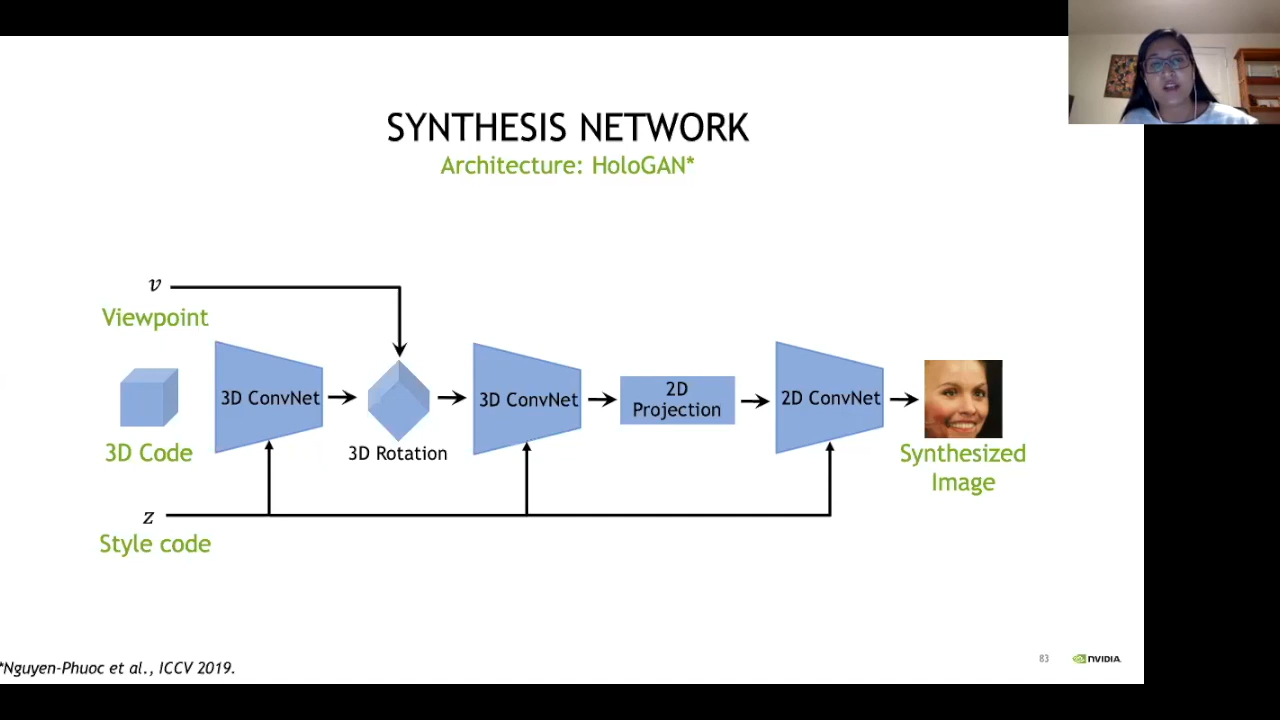 SYNTHESIS NETWORK
Architecture: HoloGAN*
v
Viewpoint
3D ConvNet
3D ConvNet
2D
Projection
2D ConvNet
3D Code
3D Rotation
Synthesized
Image
z
Style code
*Nguyen-Phuoc et al., ICCV 2019.
83
NVIDIA.